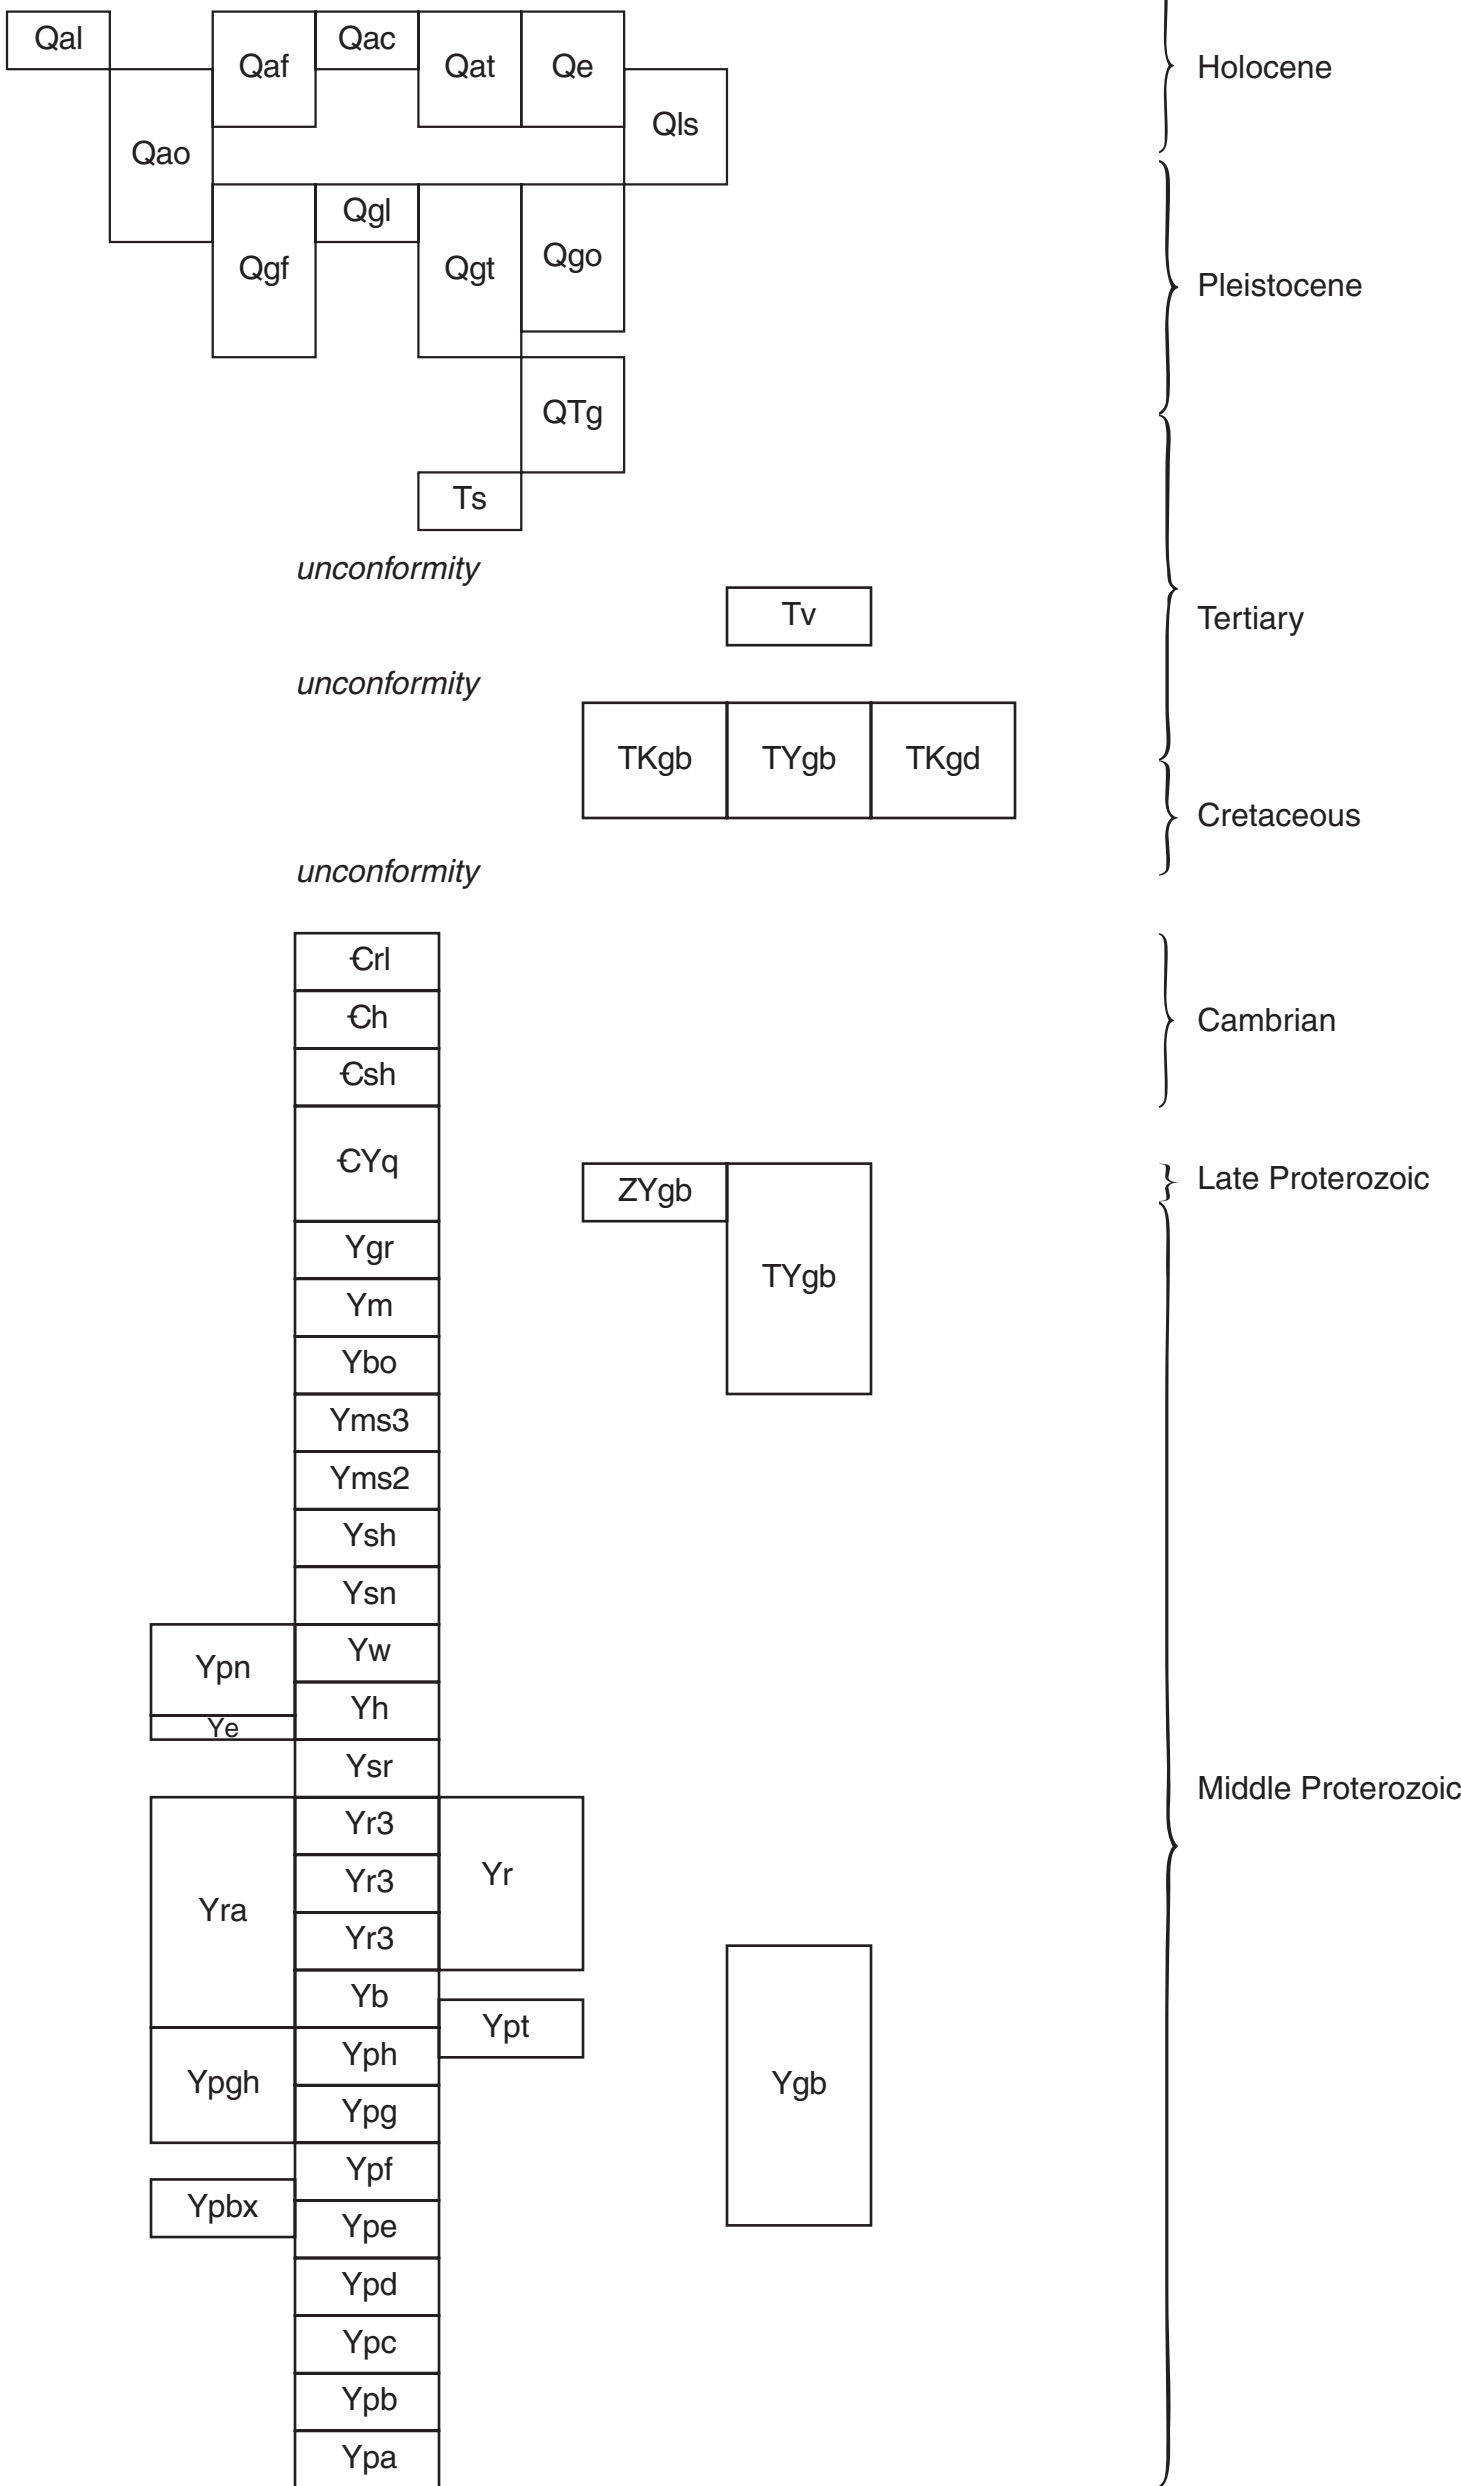 Qal
Qac
Qaf
Qat
Qe
Holocene
Qls
Qao
Qgl
Qgf
Qgt
Qgo
Pleistocene
QTg
Ts
unconformity
Tv
Tertiary
unconformity
TKgb
TYgb
TKgd
Cretaceous
unconformity
Ꞓrl
Ꞓh
Cambrian
Ꞓsh
ꞒYq
ZYgb
Late Proterozoic
Ygr
TYgb
Ym
Ybo
Yms3
Yms2
Ysh
Ysn
Yw
Ypn
Yh
Ye
Ysr
Middle Proterozoic
Yr3
Yr
Yr3
Yra
Yr3
Yb
Ypt
Yph
Ypgh
Ygb
Ypg
Ypf
Ypbx
Ype
Ypd
Ypc
Ypb
Ypa